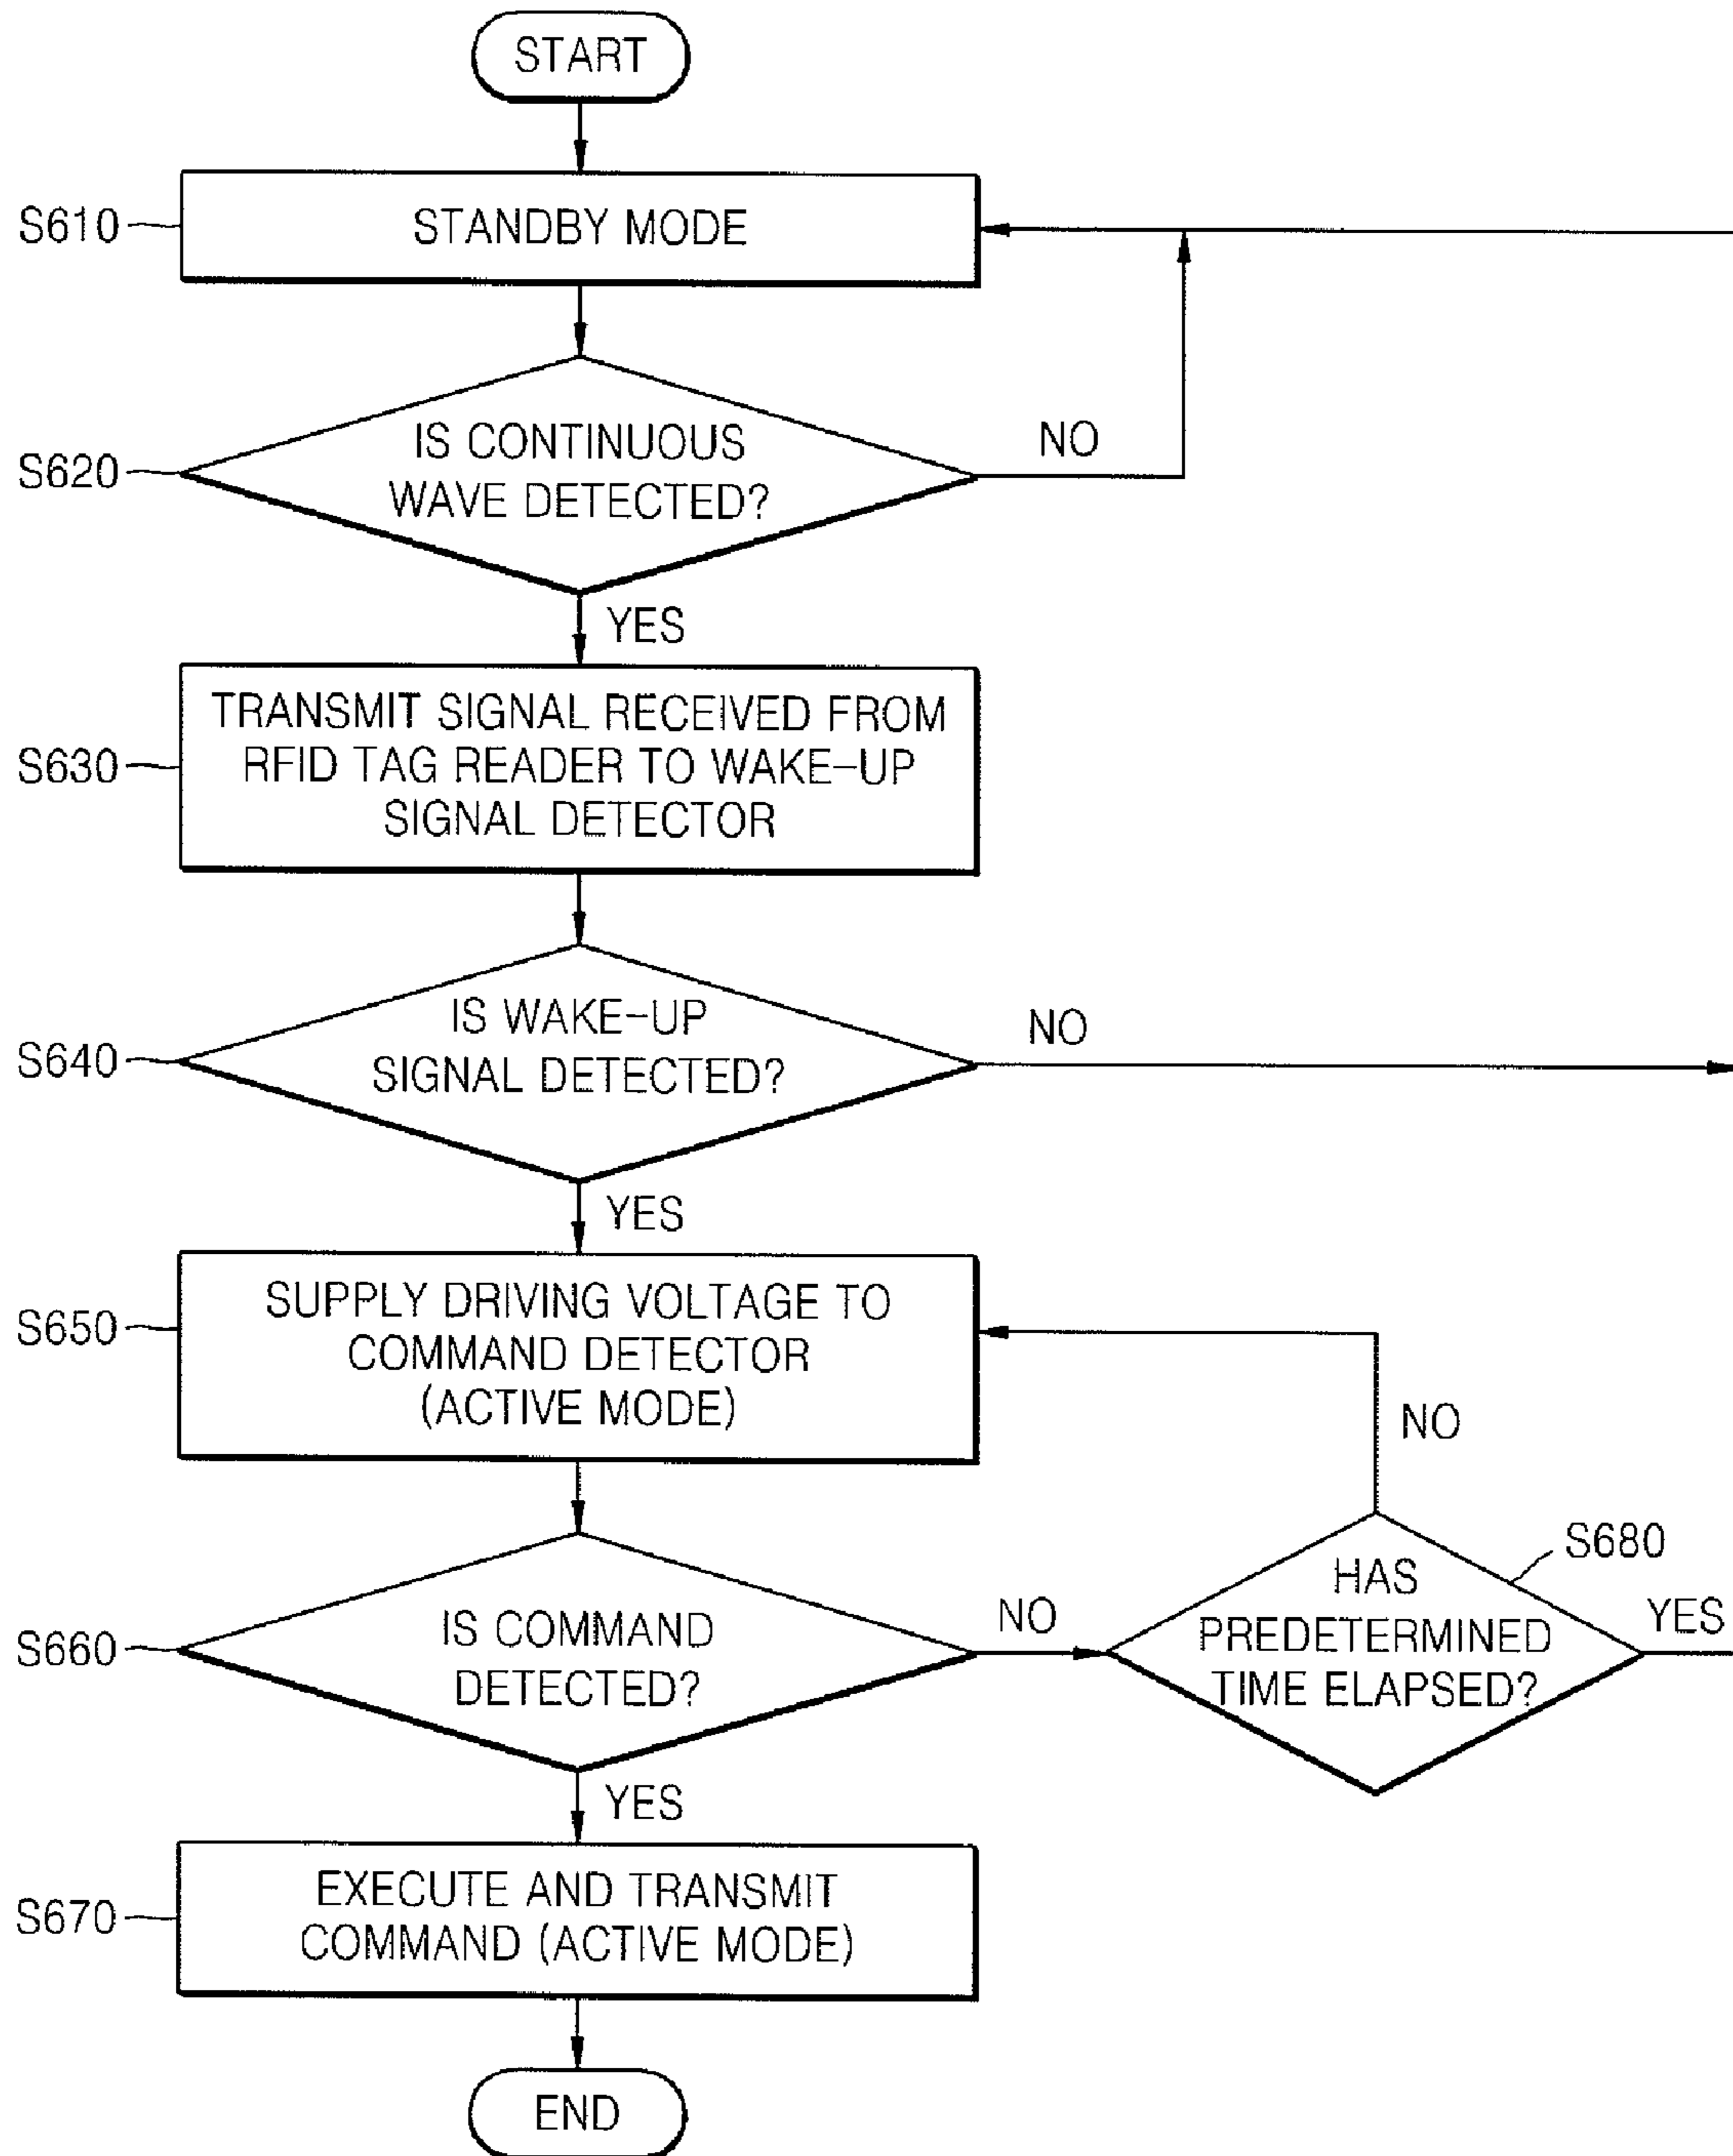 START
S610
STANDBY MODE
S620
IS CONTINUOUS
WAVE DETECTED?
NO
YES
S630
TRANSMIT SIGNAL RECEIVED FROM
RFID TAG READER TO WAKE-UP
SIGNAL DETECTOR
S640
IS WAKE-UP
SIGNAL DETECTED?
NO
YES
S650
SUPPLY DRIVING VOLTAGE TO
COMMAND DETECTOR
(ACTIVE MODE)
NO
S660
IS COMMAND
DETECTED?
NO
S680
HAS
PREDETERMINED
TIME ELAPSED?
YES
YES
S670
EXECUTE AND TRANSMIT
COMMAND (ACTIVE MODE)
END